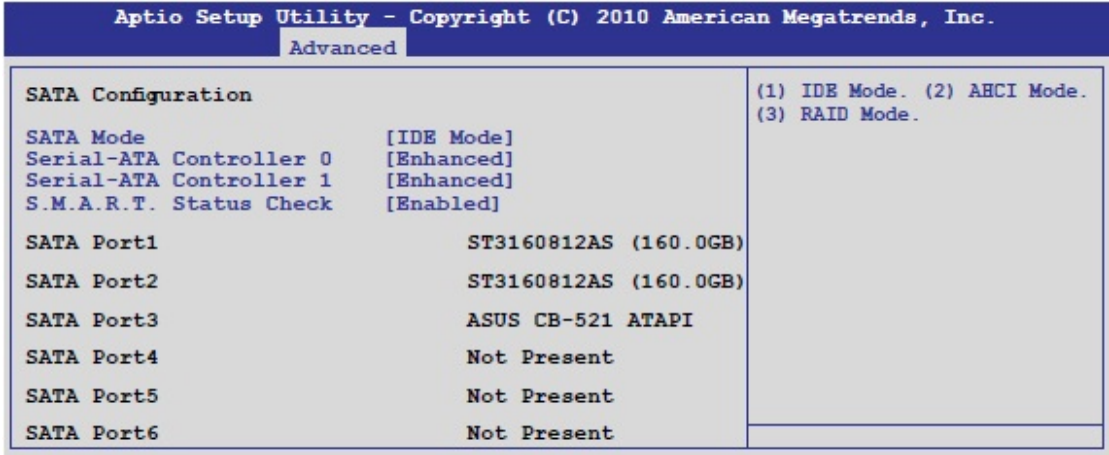 Aptio Setup Utility - Copyright (C) 2010 American Megatrends, Inc.
Advanced
SATA Configuration
SATA Mode [IDE Mode]
Serial-ATA Controller 0 [Enhanced]
Serial-ATA Controller 1 [Enhanced]
S.M.A.R.T. Status Check [Enabled]
SATA Port1 ST3160812AS (160.0GB)
SATA Port2 ST3160812AS (160.0GB)
SATA Port3 ASUS CB-521 ATAPI
SATA Port4 Not Present
SATA Port5 Not Present
SATA Port6 Not Present
(1) IDE Mode. (2) AHCI Mode.
(3) RAID Mode.